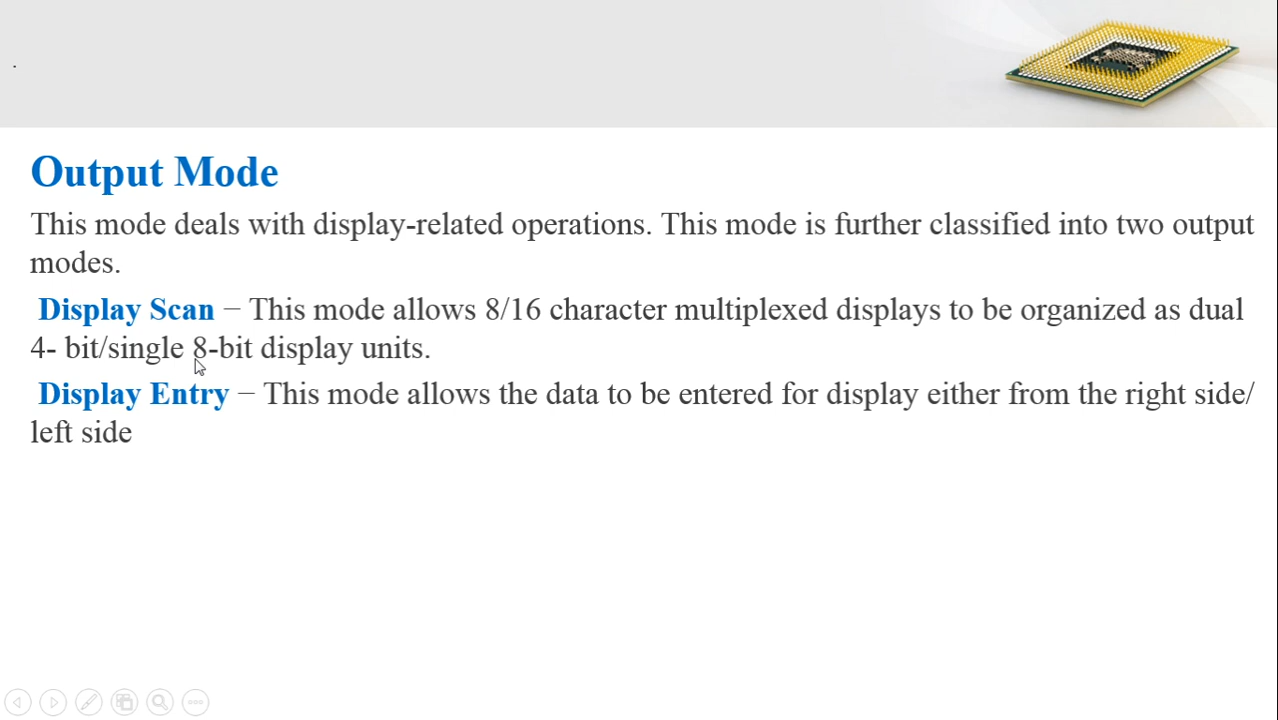 .
Output Mode
This mode deals with display-related operations. This mode is further classified into two output
modes.
Display Scan − This mode allows 8/16 character multiplexed displays to be organized as dual
4- bit/single 8-bit display units.
Display Entry − This mode allows the data to be entered for display either from the right side/
left side